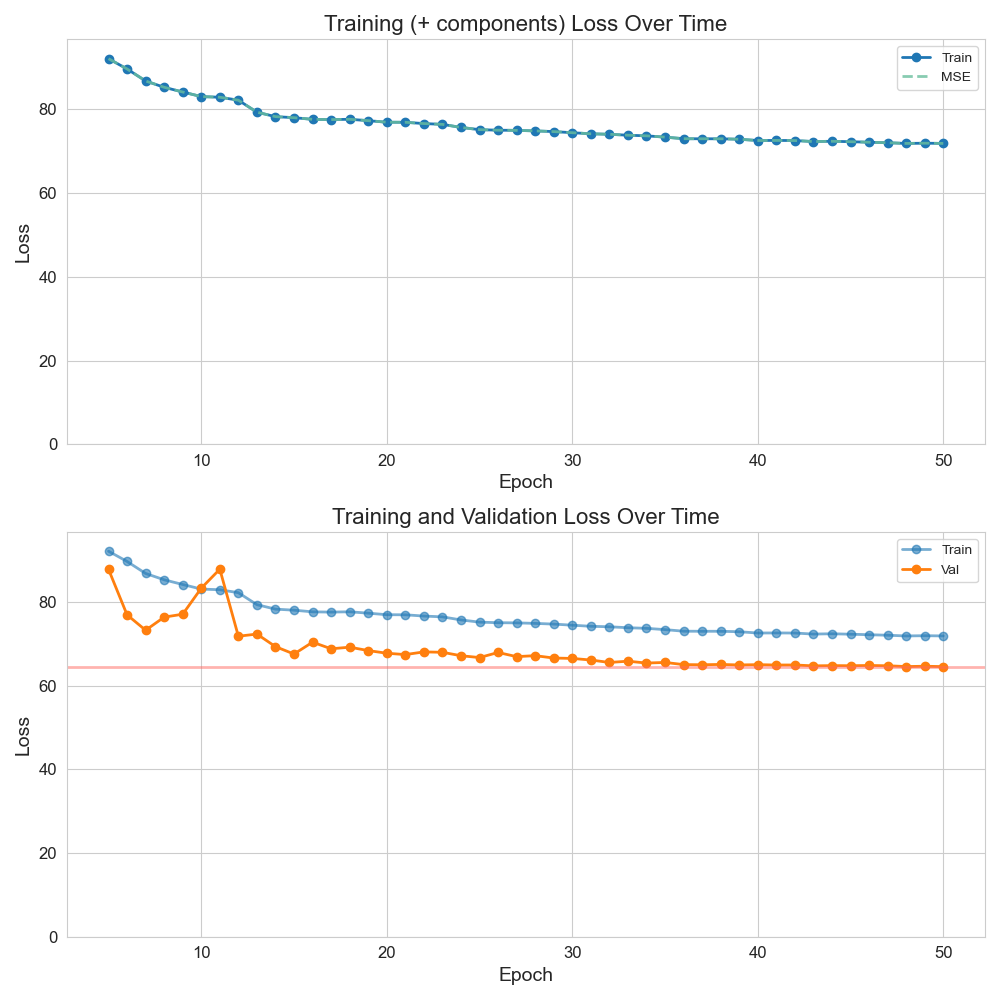 Training (+ components) Loss Over Time
Train
MSE
80
60
40
20
0
Loss
10 20 30 40 50
Epoch
Training and Validation Loss Over Time
Train
Val
80
60
40
20
0
Loss
10 20 30 40 50
Epoch